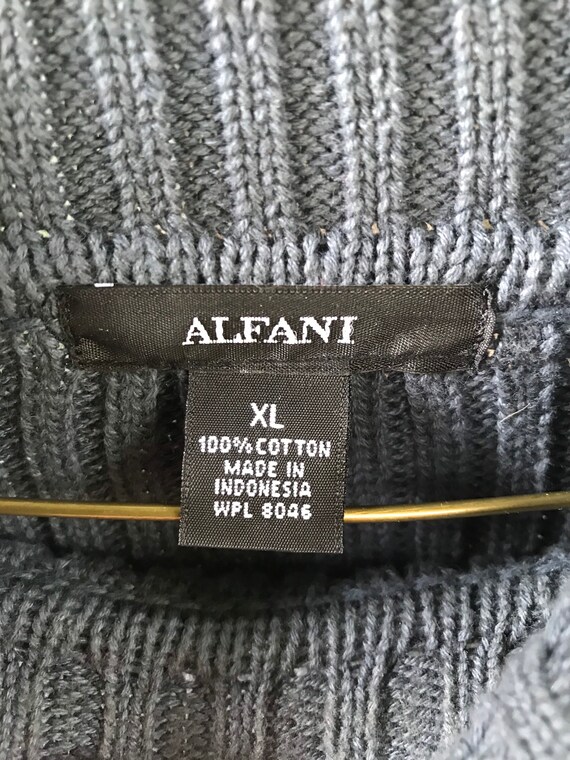 ALFANI
XL
100% COTTON
MADE IN
INDONESIA
WPL 8046